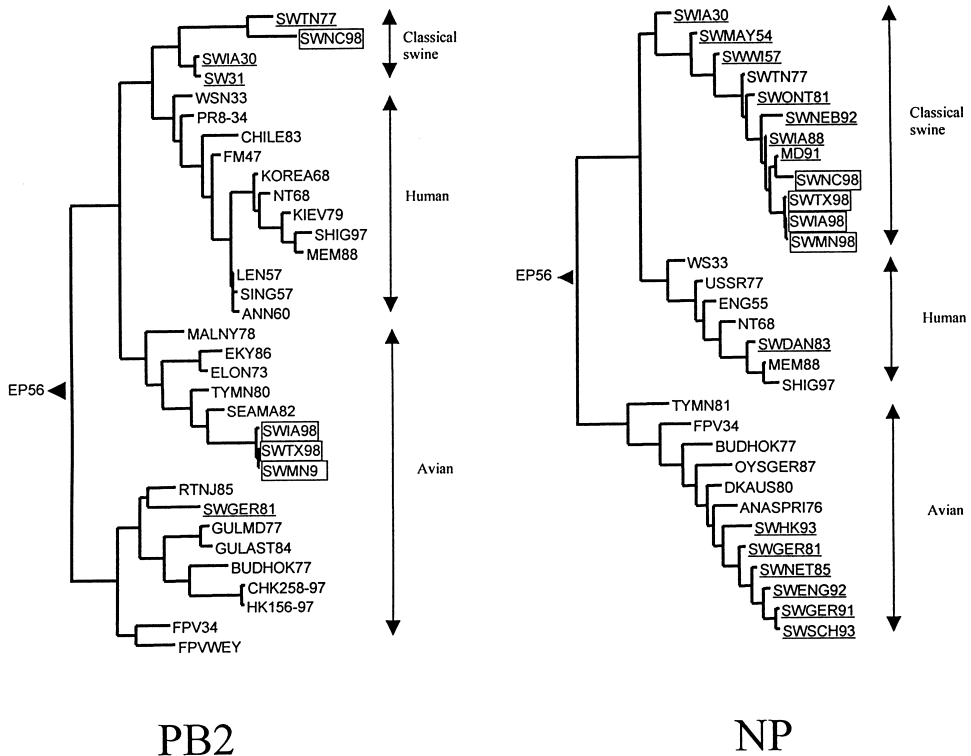 SWTN77
SWNC98
SWIA30
SW31
Classical
swine
WSN33
PR8-34
CHILE83
FM47
KOREA68
NT68
KIEV79
SHIG97
MEM88
LEN57
SING57
ANN60
Human
MALNY78
EKY86
ELON73
TYMN80
SEAMA82
SWIA98
SWTX98
SWMN9
RTNJ85
SWGER81
GULMD77
GULAST84
BUDHOK77
CHK258-97
HK156-97
FPV34
FPVWEY
Avian
EP56
PB2
SWIA30
SWMAY54
SWWI57
SWTN77
SWONT81
SWNEB92
SWIA88
MD91
SWNC98
SWTX98
SWIA98
SWMN98
Classical
swine
WS33
USSR77
ENG55
NT68
SWDAN83
MEM88
SHIG97
Human
TYMN81
FPV34
BUDHOK77
OYSGER87
DKAUS80
ANASPRI76
SWHK93
SWGER81
SWNET85
SWENG92
SWGER91
SWSCH93
Avian
EP56
NP